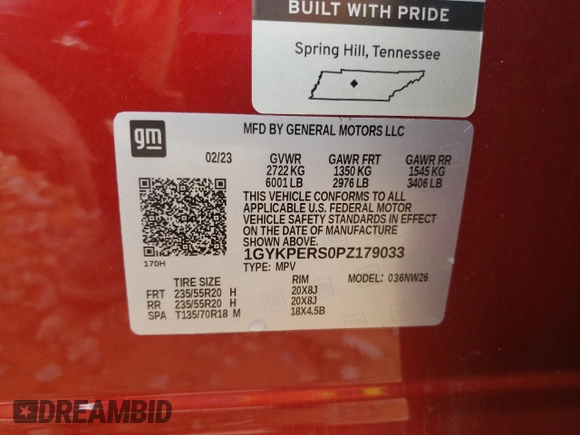 BUILT WITH PRIDE
Spring Hill, Tennessee
gm
MFD BY GENERAL MOTORS LLC
02/23 GVWR GAWR FRT GAWR RR
2722 KG 1350 KG 1545 KG
6001 LB 2976 LB 3406 LB
THIS VEHICLE CONFORMS TO ALL
APPLICABLE U.S. FEDERAL MOTOR
VEHICLE SAFETY STANDARDS IN EFFECT
ON THE DATE OF MANUFACTURE
SHOWN ABOVE.
170H
1GYKPERS0PZ179033
TYPE: MPV MODEL: 036NW26
TIRE SIZE RIM
FRT 235/55R20 H 20X8J
RR 235/55R20 H 20X8J
SPA T135/70R18 M 18X4.5B
DREAMBID